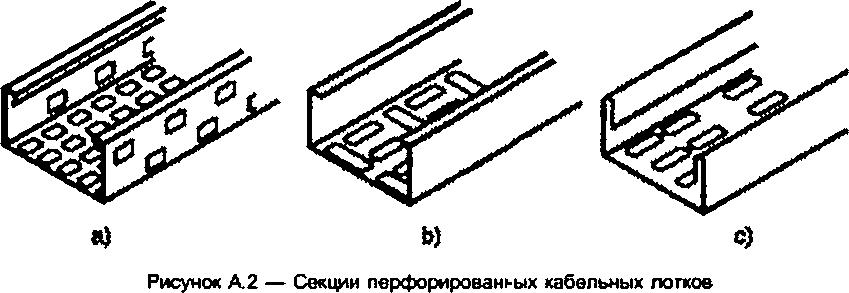 a) b) c)
Рисунок А.2 — Секции перфорированных кабельных лотков